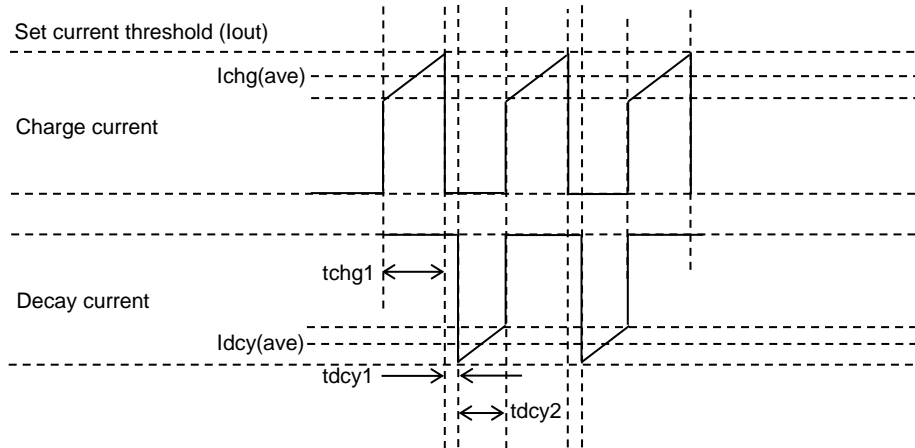 Set current threshold (Iout)
Ichg(ave)
Charge current
tchg1
Decay current
Idcy(ave)
tdcy1
tdcy2